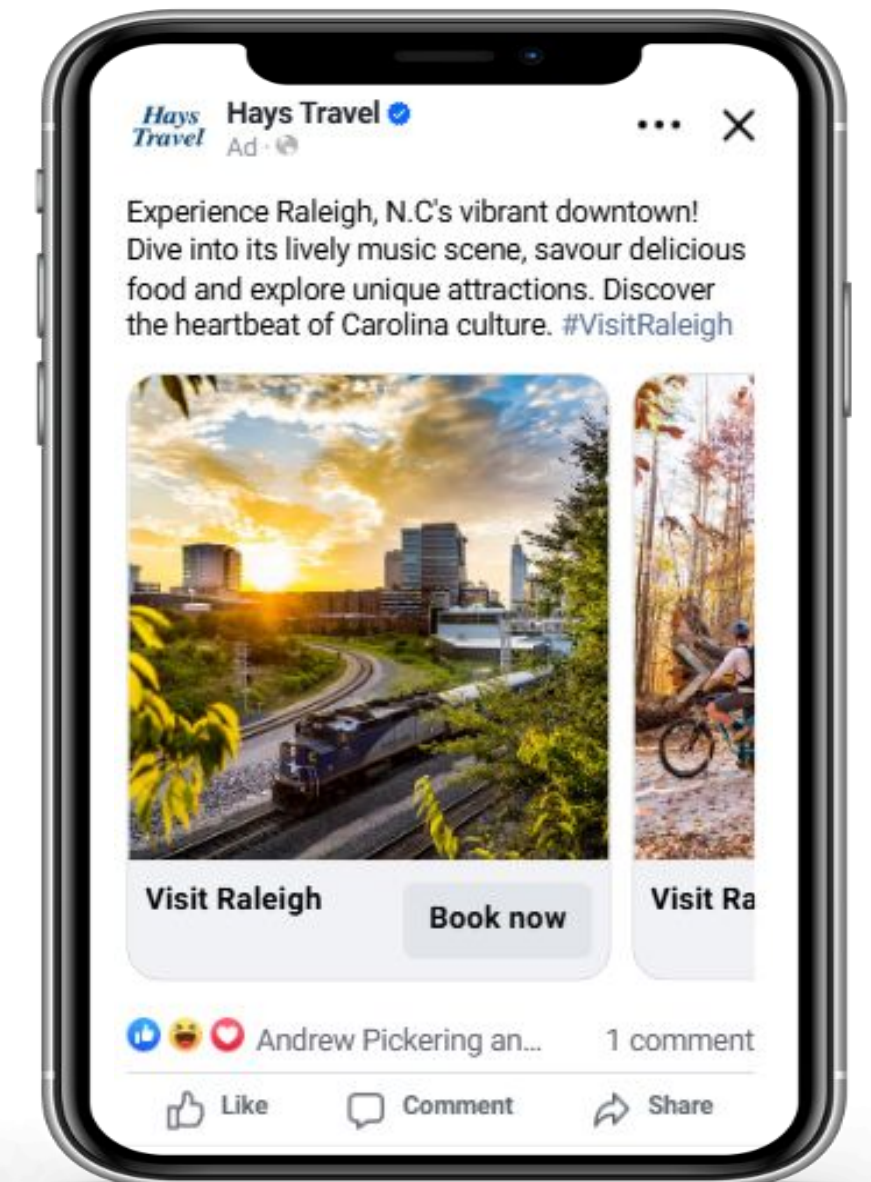 Hays
Travel
Hays Travel
Ad ·
Experience Raleigh, N.C's vibrant downtown!
Dive into its lively music scene, savour delicious
food and explore unique attractions. Discover
the heartbeat of Carolina culture. #VisitRaleigh
Visit Raleigh
Book now
Visit Ra
Andrew Pickering an...
1 comment
Like
Comment
Share